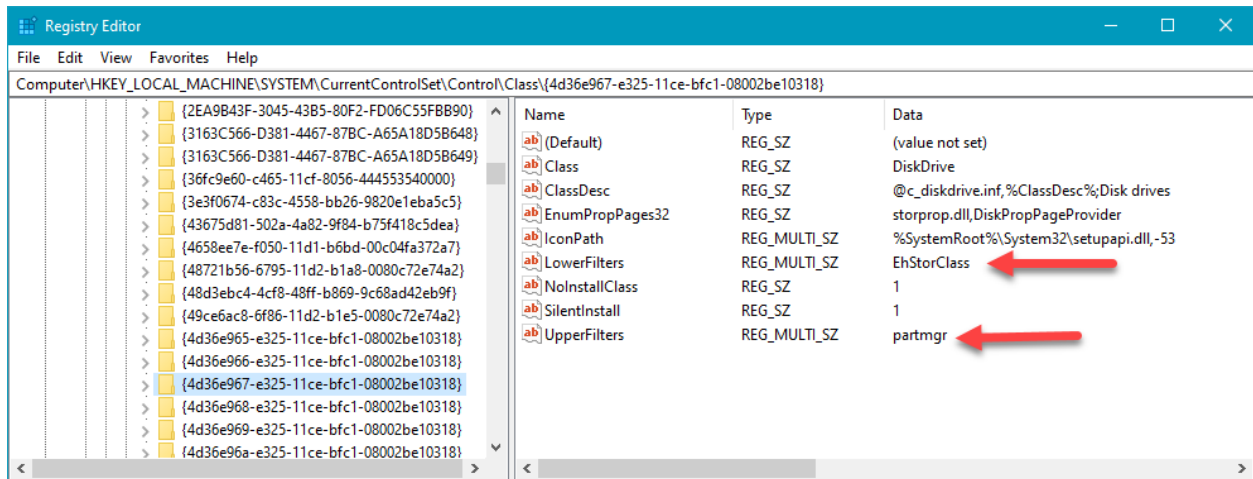 Registry Editor
File Edit View Favorites Help
Computer\HKEY_LOCAL_MACHINE\SYSTEM\CurrentControlSet\Control\Class\{4d36e967-e325-11ce-bfc1-08002be10318}
{2EA9B43F-3045-43B5-80F2-FD06C55FBB90}
{3163C566-D381-4467-87BC-A65A18D5B648}
{3163C566-D381-4467-87BC-A65A18D5B649}
{36fc9e60-c465-11cf-8056-444553540000}
{3e3f0674-c83c-4558-bb26-9820e1eba5c5}
{43675d81-502a-4a82-9f84-b75f418c5dea}
{4658ee7e-f050-11d1-b6bd-00c04fa372a7}
{48721b56-6795-11d2-b1a8-0080c72e74a2}
{48d3ebc4-4cf8-48ff-b869-9c68ad42eb9f}
{49ce6ac8-6f86-11d2-b1e5-0080c72e74a2}
{4d36e965-e325-11ce-bfc1-08002be10318}
{4d36e966-e325-11ce-bfc1-08002be10318}
{4d36e967-e325-11ce-bfc1-08002be10318}
{4d36e968-e325-11ce-bfc1-08002be10318}
{4d36e969-e325-11ce-bfc1-08002be10318}
{4d36e96a-e325-11ce-bfc1-08002be10318}
Name Type Data
(Default) REG_SZ (value not set)
Class REG_SZ DiskDrive
ClassDesc REG_SZ @c_diskdrive.inf,%ClassDesc%;Disk drives
EnumPropPages32 REG_SZ storprop.dll,DiskPropPageProvider
IconPath REG_MULTI_SZ %SystemRoot%\System32\setupapi.dll,-53
LowerFilters REG_MULTI_SZ EhStorClass
NoInstallClass REG_SZ 1
SilentInstall REG_SZ 1
UpperFilters REG_MULTI_SZ partmgr